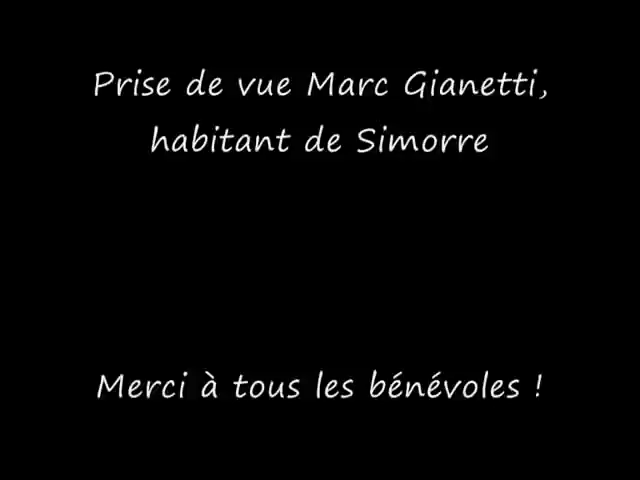 Prise de vue Marc Gianetti,
habitant de Simorre
Merci à tous les bénévoles !